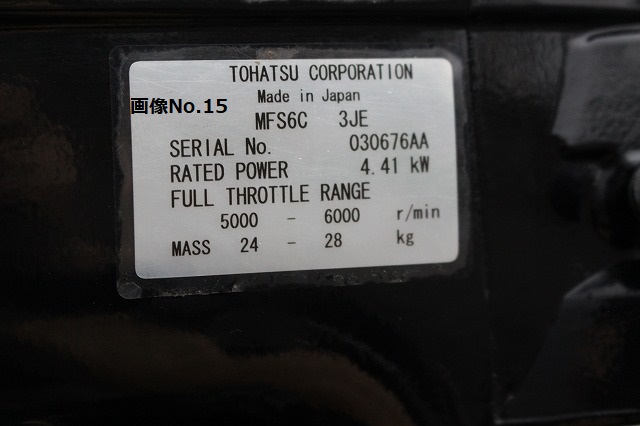 TOHATSU CORPORATION
Made in Japan
画像No.15
MFS6C 3JE
SERIAL No. 030676AA
RATED POWER 4.41 kW
FULL THROTTLE RANGE
5000 - 6000 r/min
MASS 24 - 28 kg